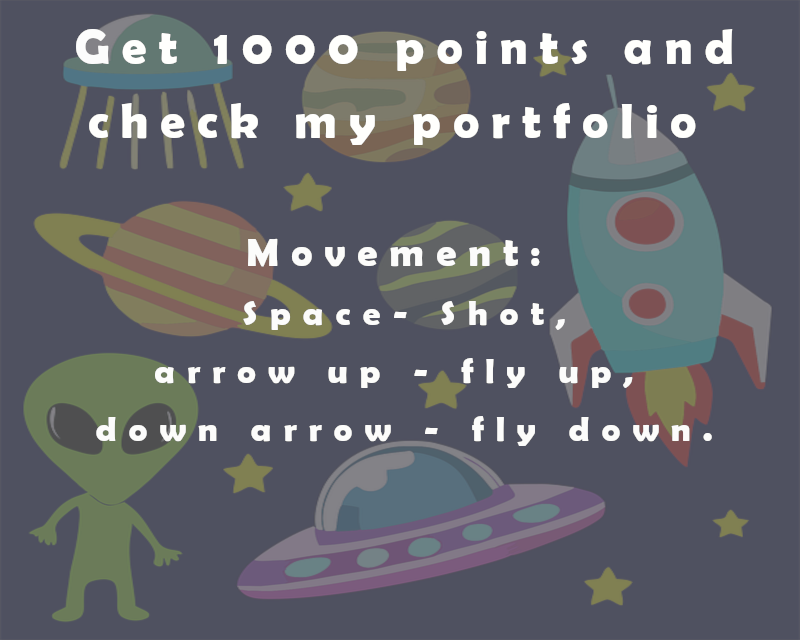 Get 1000 points and
check my portfolio
Movement:
Space- Shot,
arrow up - fly up,
down arrow - fly down.